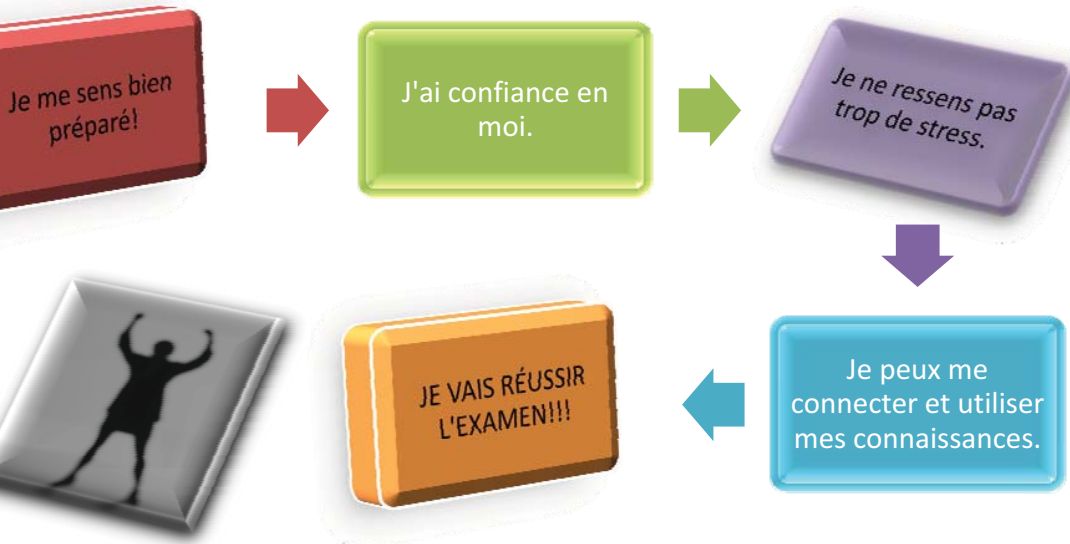 Je me sens bien
préparé!
J'ai confiance en
moi.
Je ne ressens pas
trop de stress.
Je peux me
connecter et utiliser
mes connaissances.
JE VAIS RÉUSSIR
L'EXAMEN!!!